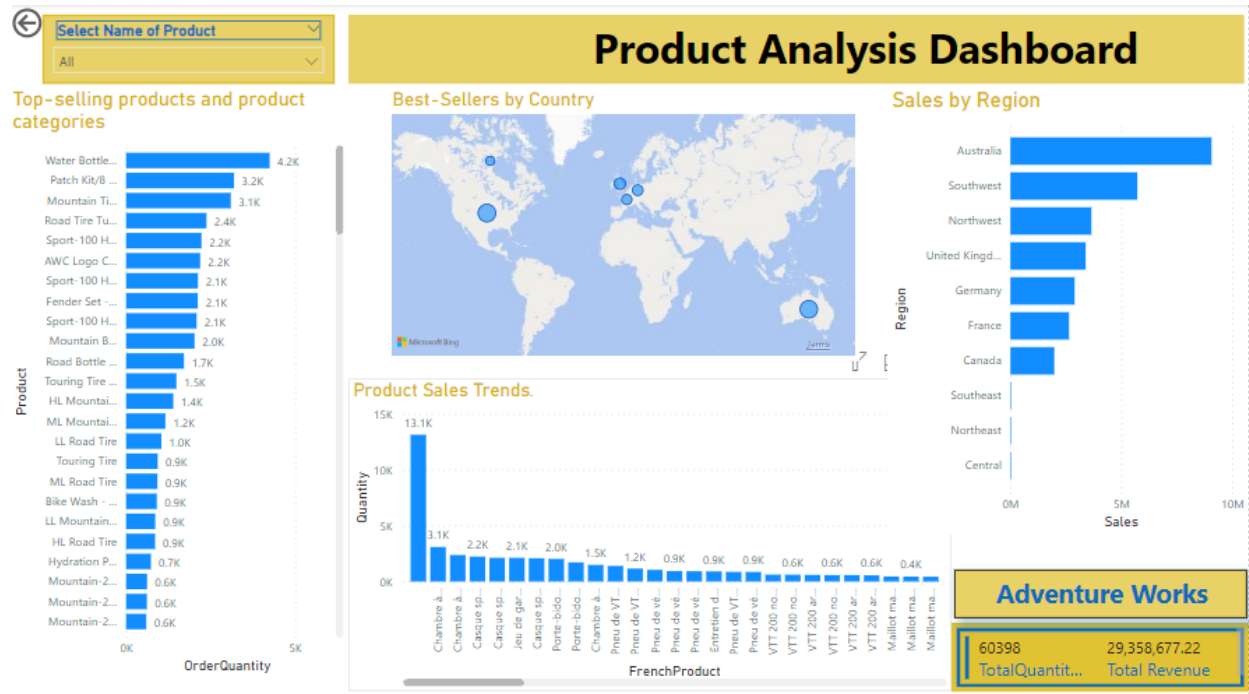 Select Name of Product
All
Product Analysis Dashboard
Top-selling products and product
categories
Water Bottle...
4.2K
Patch Kit/8 ...
3.2K
Mountain Ti...
3.1K
Road Tire Tu...
2.4K
Sport-100 H...
2.2K
AWC Logo C...
2.2K
Sport-100 H...
2.1K
Fender Set -...
2.1K
Sport-100 H...
2.1K
Mountain B...
2.0K
Road Bottle ...
1.7K
Touring Tire ...
1.5K
HL Mountai...
1.4K
ML Mountai...
1.2K
LL Road Tire
1.0K
Touring Tire
0.9K
ML Road Tire
0.9K
Bike Wash - ...
0.9K
LL Mountain...
0.9K
HL Road Tire
0.9K
Hydration P...
0.7K
Mountain-2...
0.6K
Mountain-2...
0.6K
Mountain-2...
0.6K
Product
0K
5K
OrderQuantity
Best-Sellers by Country
Microsoft Bing
Terms
Product Sales Trends.
15K
10K
5K
0K
Quantity
13.1K
3.1K
2.2K
2.1K
2.0K
1.5K
1.2K
0.9K
0.9K
0.9K
0.6K
0.6K
0.6K
0.4K
Chambre à...
Chambre à...
Casque sp...
Casque sp...
Jeu de gar...
Casque sp...
Porte-bido...
Porte-bido...
Chambre à...
Pneu de VT...
Pneu de VT...
Pneu de vé...
Pneu de vé...
Pneu de vé...
Entretien d...
Pneu de VT...
Pneu de vé...
VTT 200 no...
VTT 200 no...
VTT 200 ar...
VTT 200 no...
VTT 200 ar...
VTT 200 ar...
Maillot ma...
Maillot ma...
Maillot ma...
FrenchProduct
Sales by Region
Australia
Southwest
Northwest
United Kingd...
Germany
France
Canada
Southeast
Northeast
Central
Region
0M
5M
10M
Sales
Adventure Works
60398
TotalQuantit...
29,358,677.22
Total Revenue